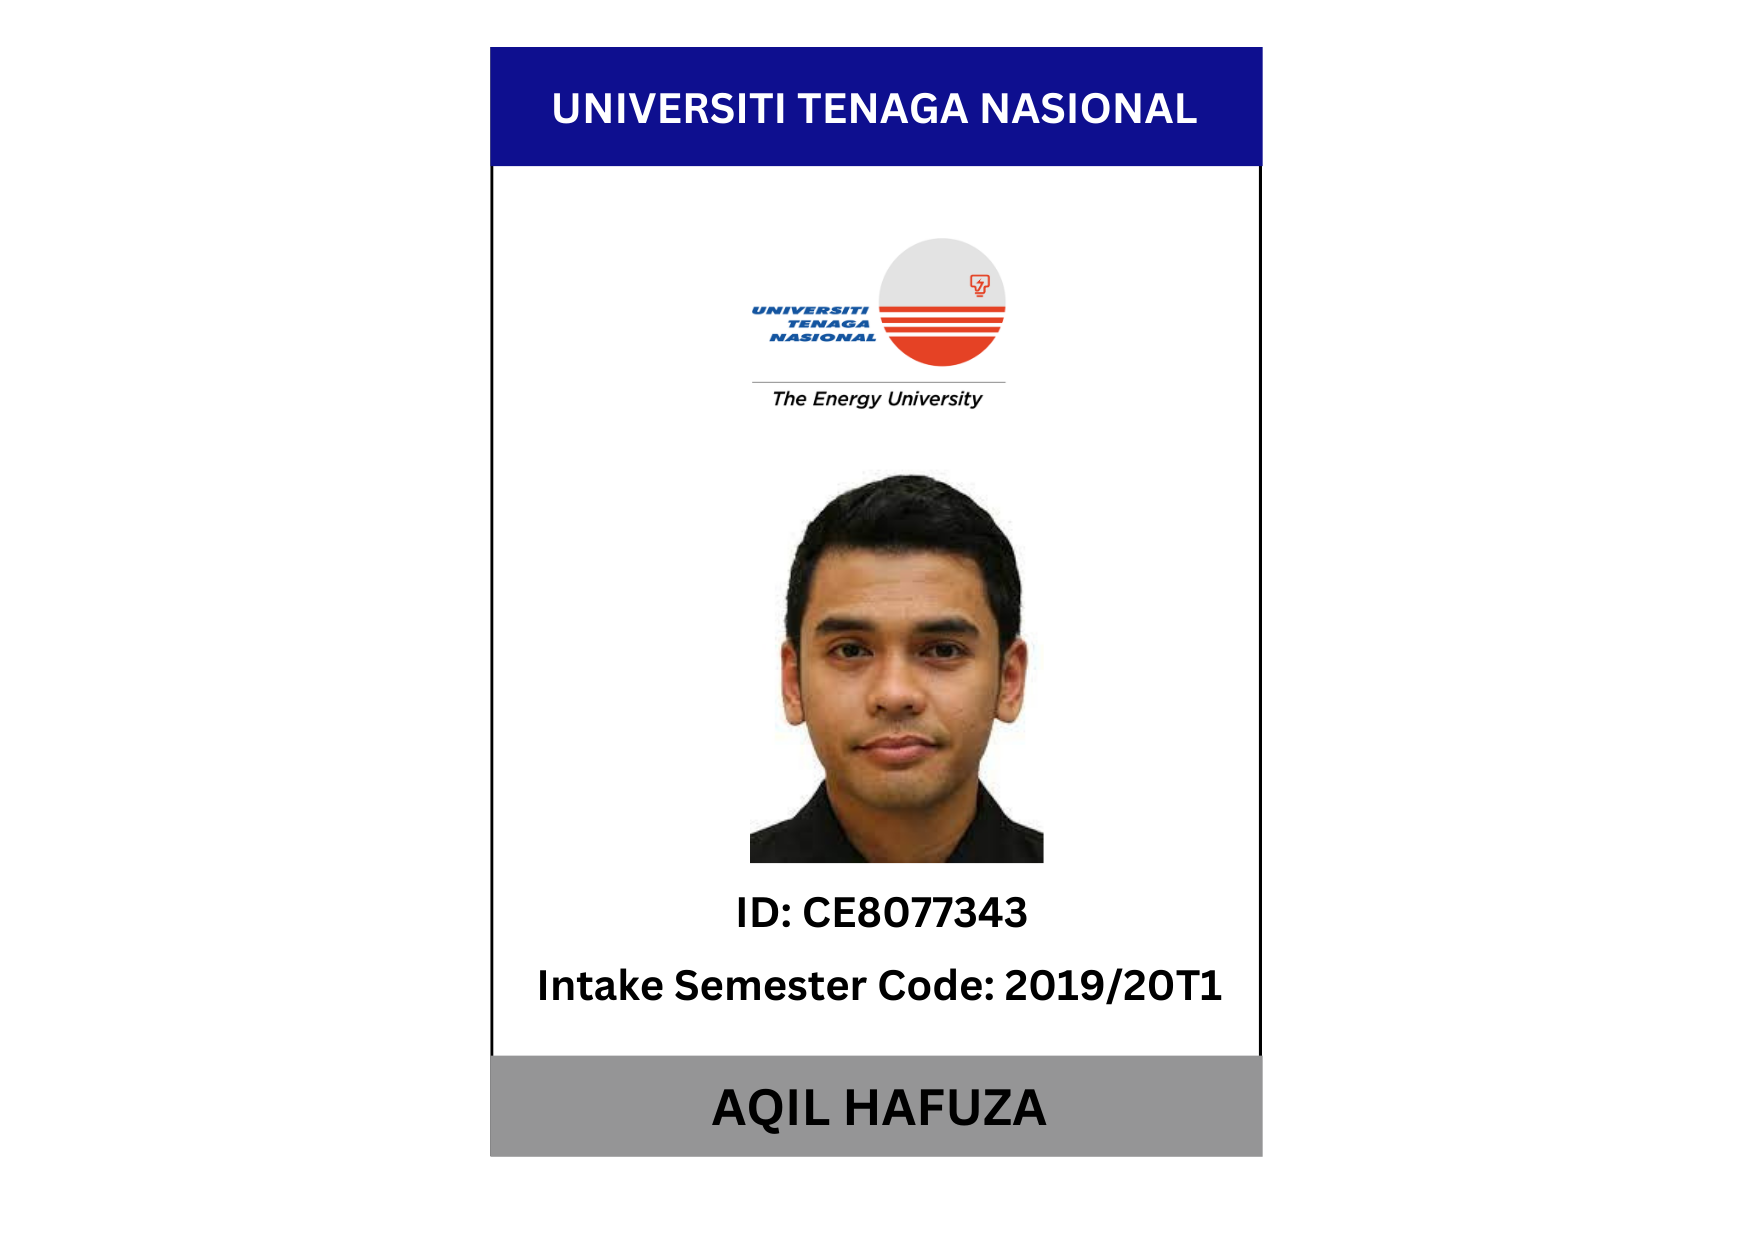 UNIVERSITI TENAGA NASIONAL
UNIVERSITI
TENAGA
NASIONAL
The Energy University
ID: CE8077343
Intake Semester Code: 2019/20T1
AQIL HAFUZA